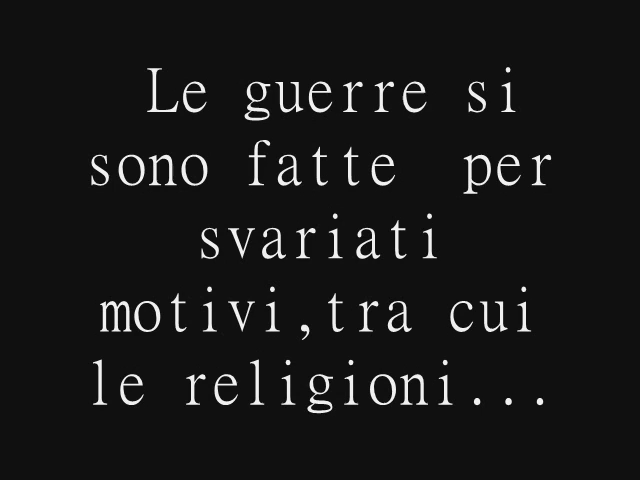 Le guerre si
sono fatte per
svariati
motivi,tra cui
le religioni...